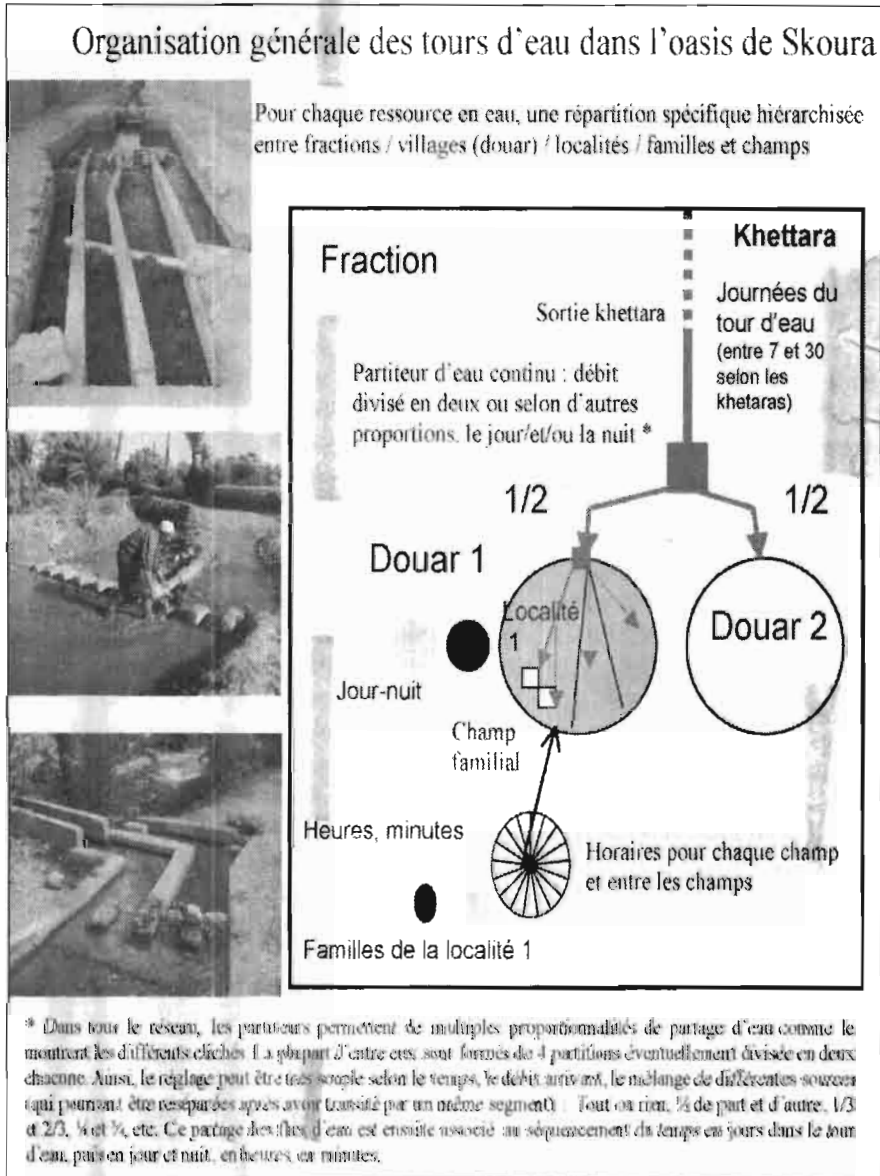 Organisation générale des tours d'eau dans l'oasis de Skoura
Pour chaque ressource en eau, une répartition spécifique hiérarchisée
entre fractions / villages (douar) / localités / familles et champs
Khettara
Fraction
Journées du
tour d'eau
(entre 7 et 30
selon les
khetaras)
Sortie khettara
Partiteur d'eau continu : débit
divisé en deux ou selon d'autres
proportions, le jour/et/ou la nuit *
1/2
1/2
Douar 1
Localité
1
Douar 2
Jour-nuit
Champ
familial
Heures, minutes
Horaires pour chaque champ
et entre les champs
Familles de la localité 1
* Dans tout le réseau, les partiteurs permettent de multiples proportionnalités de partage d'eau comme le
montrent les différents clichés La plupart d'entre eux sont formés de 4 partitions éventuellement divisée en deux
chacune. Ainsi, le réglage peut être très souple selon le temps, le débit arrivant, le mélange de différentes sources
(qui pourront être reséparées après avoir transité par un même segment) : Tout ou rien, ½ de part et d'autre, 1/3
et 2/3, ¼ et ¾, etc. Ce partage des flux d'eau est ensuite associé au séquencement du temps en jours dans le tour
d'eau, puis en jour et nuit, en heures, en minutes.